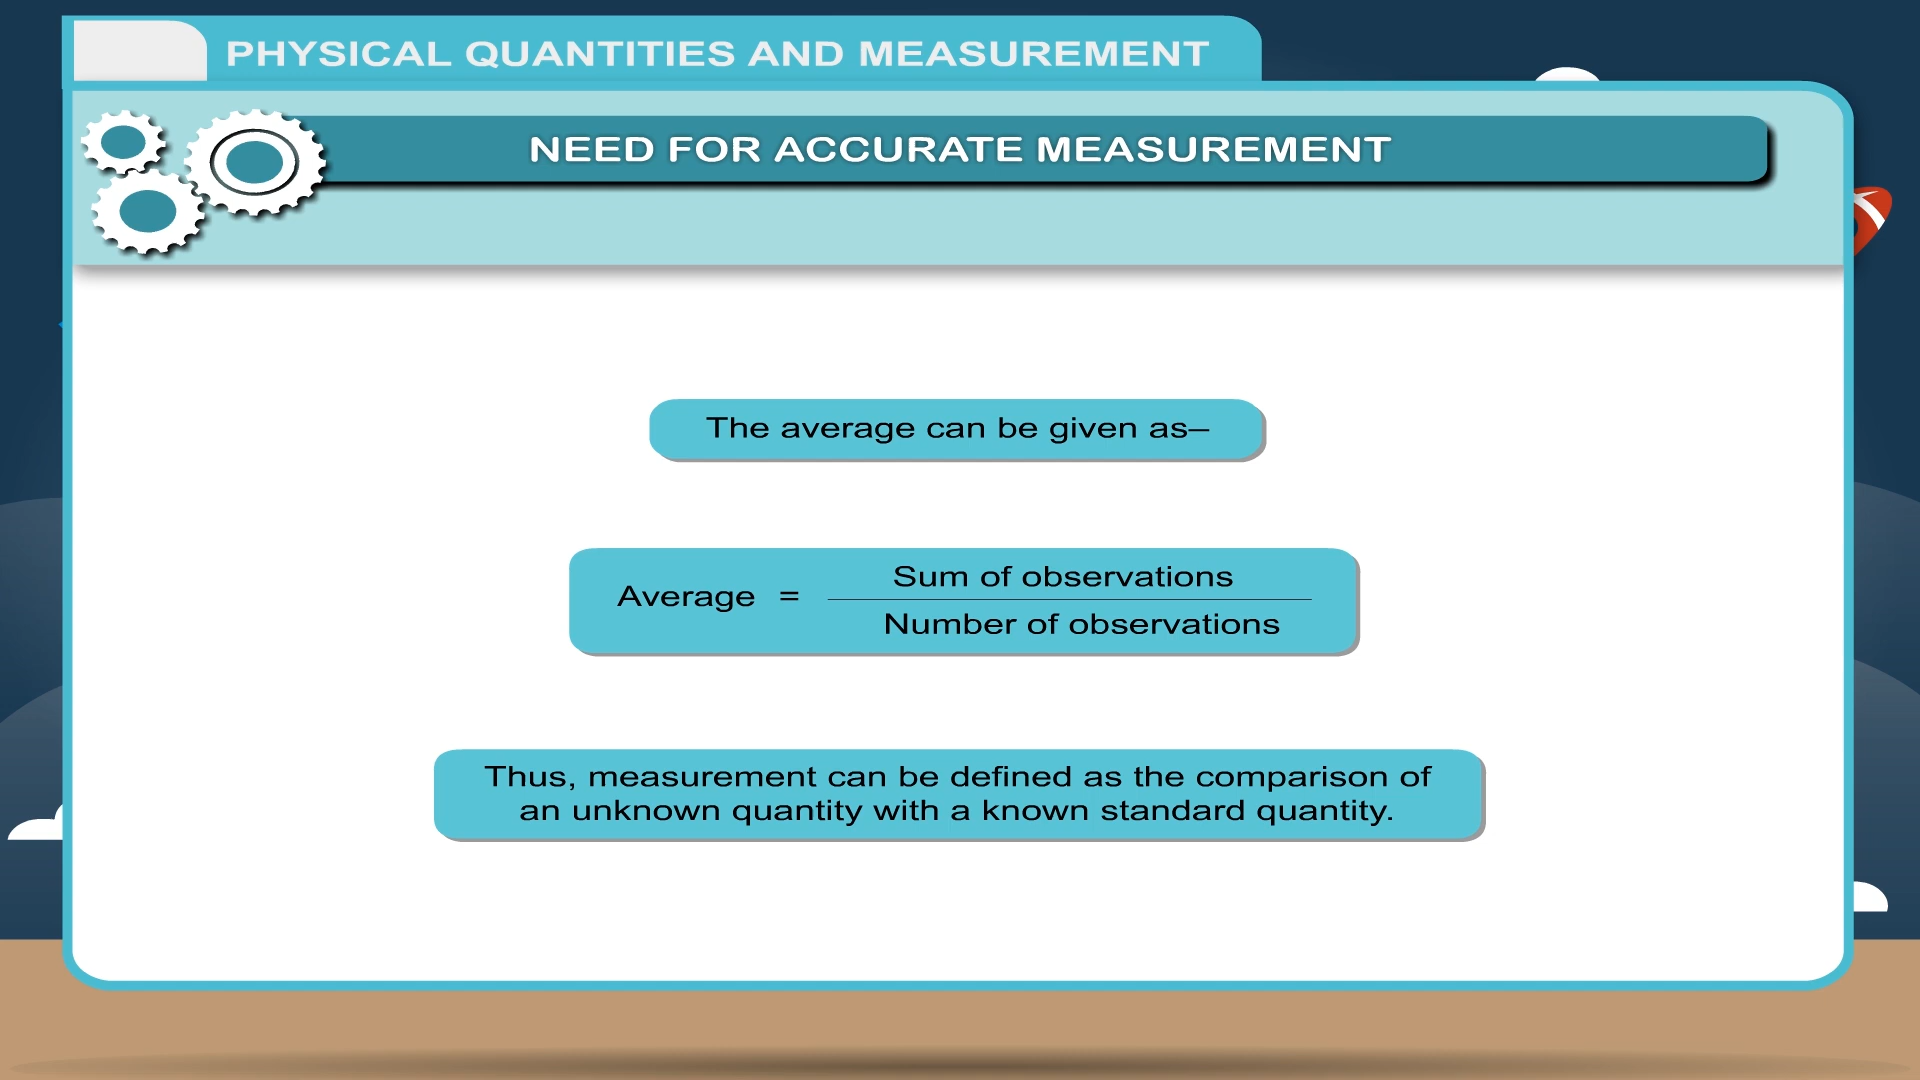 PHYSICAL QUANTITIES AND MEASUREMENT
NEED FOR ACCURATE MEASUREMENT
The average can be given as–
Average = Sum of observations
Number of observations
Thus, measurement can be defined as the comparison of
an unknown quantity with a known standard quantity.